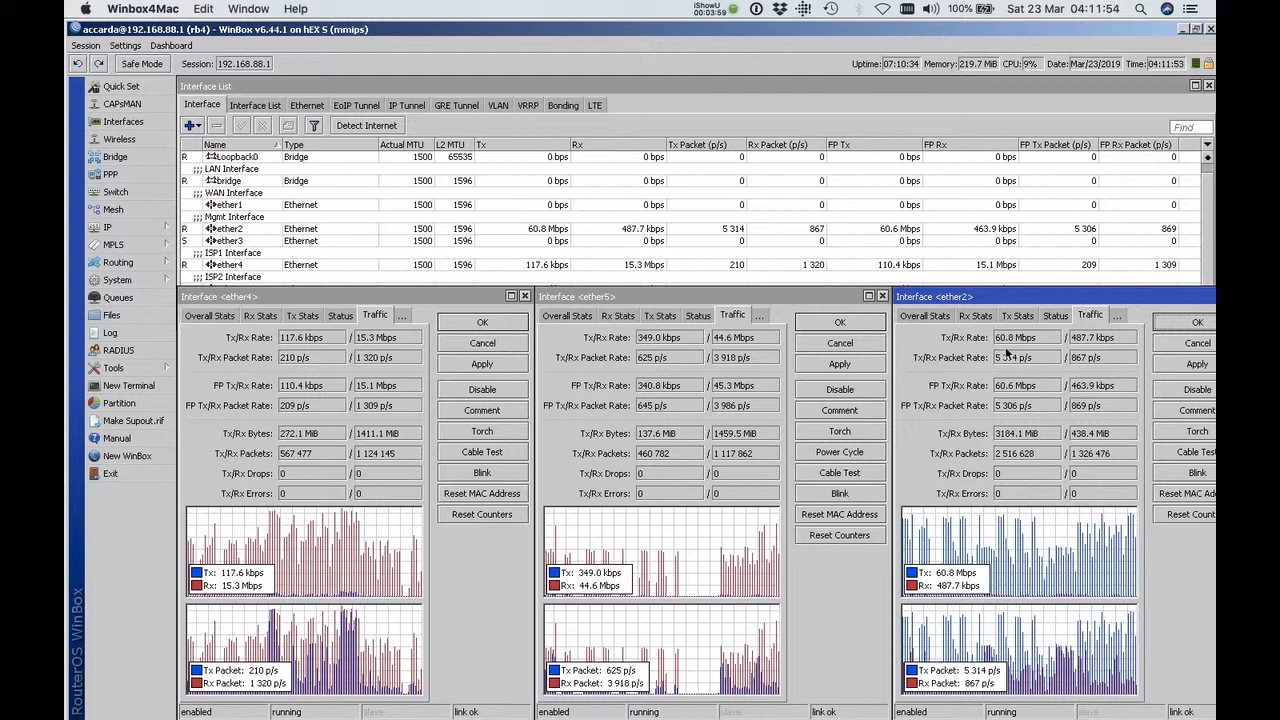 Winbox4Mac Edit Window Help iShowU 00:03:59 100% Sat 23 Mar 04:11:54
accarda@192.168.88.1 (rb4) - WinBox v6.44.1 on hEX S (mmips)
Session Settings Dashboard
Safe Mode Session: 192.168.88.1 Uptime: 07:10:34 Memory: 219.7 MiB CPU: 9% Date: Mar/23/2019 Time: 04:11:53
Quick Set
CAPsMAN
Interfaces
Wireless
Bridge
PPP
Switch
Mesh
IP
MPLS
Routing
System
Queues
Files
Log
RADIUS
Tools
New Terminal
Partition
Make Supout.rif
Manual
New WinBox
Exit
RouterOS WinBox
Interface List
Interface Interface List Ethernet EoIP Tunnel IP Tunnel GRE Tunnel VLAN VRRP Bonding LTE
Detect Internet Find
Name Type Actual MTU L2 MTU Tx Rx Tx Packet (p/s) Rx Packet (p/s) FP Tx FP Rx FP Tx Packet (p/s) FP Rx Packet (p/s)
R Loopback0 Bridge 1500 65535 0 bps 0 bps 0 0 0 bps 0 bps 0 0
;;; LAN Interface
R bridge Bridge 1500 1596 0 bps 0 bps 0 0 0 bps 0 bps 0 0
;;; WAN Interface
ether1 Ethernet 1500 1596 0 bps 0 bps 0 0 0 bps 0 bps 0 0
;;; Mgmt Interface
R ether2 Ethernet 1500 1596 60.8 Mbps 487.7 kbps 5 314 867 60.6 Mbps 463.9 kbps 5 306 869
S ether3 Ethernet 1500 1596 0 bps 0 bps 0 0 0 bps 0 bps 0 0
;;; ISP1 Interface
R ether4 Ethernet 1500 1596 117.6 kbps 15.3 Mbps 210 1 320 110.4 kbps 15.1 Mbps 209 1 309
;;; ISP2 Interface
Interface <ether4>
Overall Stats Rx Stats Tx Stats Status Traffic ...
Tx/Rx Rate: 117.6 kbps / 15.3 Mbps
Tx/Rx Packet Rate: 210 p/s / 1 320 p/s
FP Tx/Rx Rate: 110.4 kbps / 15.1 Mbps
FP Tx/Rx Packet Rate: 209 p/s / 1 309 p/s
Tx/Rx Bytes: 272.1 MiB / 1411.1 MiB
Tx/Rx Packets: 567 477 / 1 124 145
Tx/Rx Drops: 0 / 0
Tx/Rx Errors: 0 / 0
Tx: 117.6 kbps
Rx: 15.3 Mbps
Tx Packet: 210 p/s
Rx Packet: 1 320 p/s
OK
Cancel
Apply
Disable
Comment
Torch
Cable Test
Blink
Reset MAC Address
Reset Counters
enabled running slave link ok
Interface <ether5>
Overall Stats Rx Stats Tx Stats Status Traffic ...
Tx/Rx Rate: 349.0 kbps / 44.6 Mbps
Tx/Rx Packet Rate: 625 p/s / 3 918 p/s
FP Tx/Rx Rate: 340.8 kbps / 45.3 Mbps
FP Tx/Rx Packet Rate: 645 p/s / 3 986 p/s
Tx/Rx Bytes: 137.6 MiB / 1459.5 MiB
Tx/Rx Packets: 460 782 / 1 117 862
Tx/Rx Drops: 0 / 0
Tx/Rx Errors: 0 / 0
Tx: 349.0 kbps
Rx: 44.6 Mbps
Tx Packet: 625 p/s
Rx Packet: 3 918 p/s
OK
Cancel
Apply
Disable
Comment
Torch
Power Cycle
Cable Test
Blink
Reset MAC Address
Reset Counters
enabled running slave link ok
Interface <ether2>
Overall Stats Rx Stats Tx Stats Status Traffic ...
Tx/Rx Rate: 60.8 Mbps / 487.7 kbps
Tx/Rx Packet Rate: 5 314 p/s / 867 p/s
FP Tx/Rx Rate: 60.6 Mbps / 463.9 kbps
FP Tx/Rx Packet Rate: 5 306 p/s / 869 p/s
Tx/Rx Bytes: 3184.1 MiB / 438.4 MiB
Tx/Rx Packets: 2 516 628 / 1 326 476
Tx/Rx Drops: 0 / 0
Tx/Rx Errors: 0 / 0
Tx: 60.8 Mbps
Rx: 487.7 kbps
Tx Packet: 5 314 p/s
Rx Packet: 867 p/s
OK
Cancel
Apply
Disable
Comment
Torch
Cable Test
Blink
Reset MAC Ad
Reset Count
enabled running slave link ok